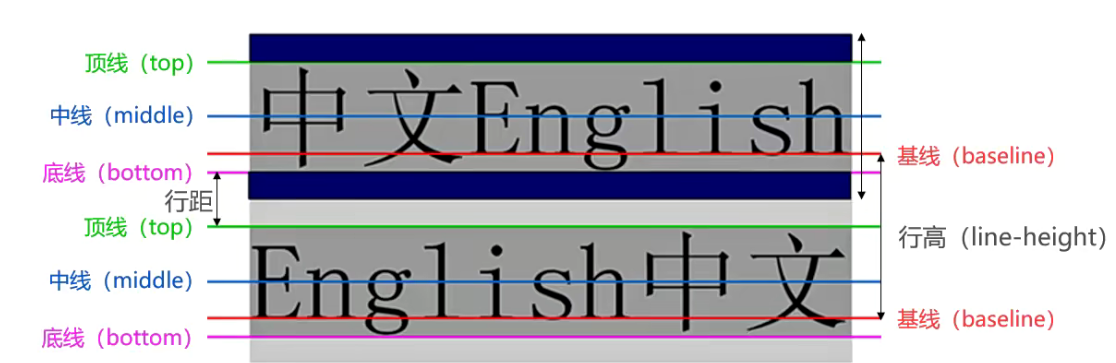 顶线（top）
中文English
中线（middle）
基线（baseline）
底线（bottom）
行距
顶线（top）
行高（line-height）
English中文
中线（middle）
基线（baseline）
底线（bottom）